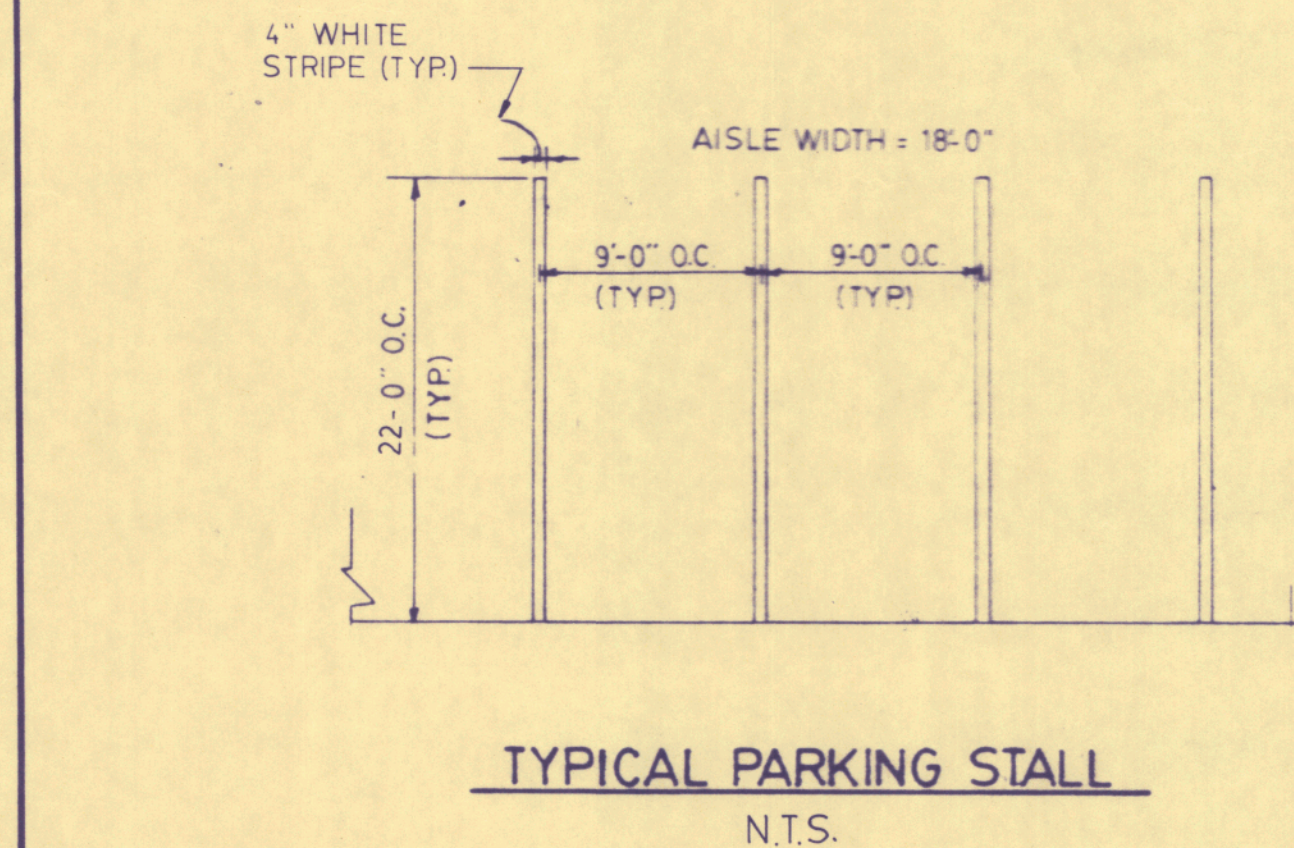 4" WHITE
STRIPE (TYP.)
AISLE WIDTH = 18'-0"
9'-0" O.C.
(TYP.)
9'-0" O.C.
(TYP.)
22-0" O.C.
(TYP.)
TYPICAL PARKING STALL
N.T.S.